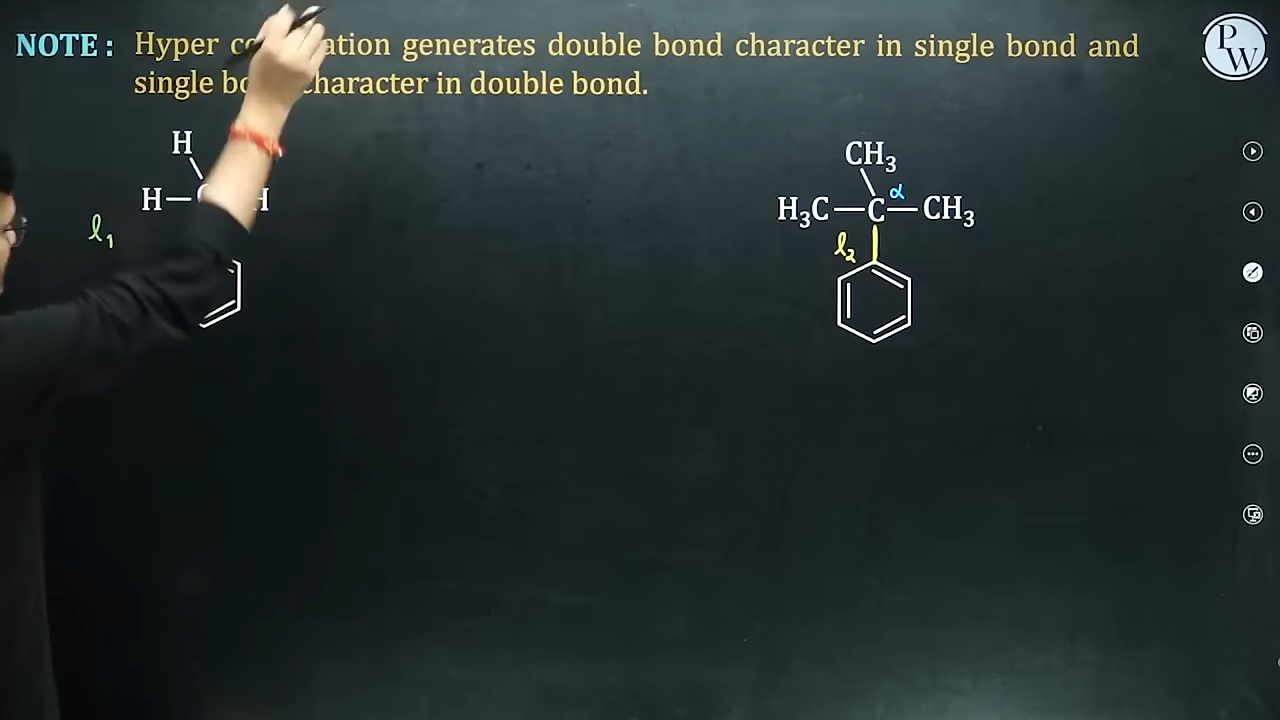 NOTE : Hyper generates double bond character in single bond and
single character in double bond.
H
H H
l₁
CH₃
α
H₃C C CH₃
l₂
PW